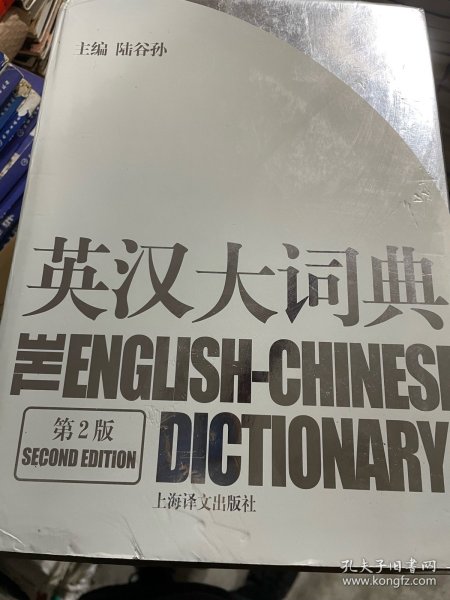 主编 陆谷孙
英汉大词典
THE ENGLISH-CHINESE
DICTIONARY
第2版
SECOND EDITION
上海译文出版社
孔夫子旧书网
www.kongfz.com